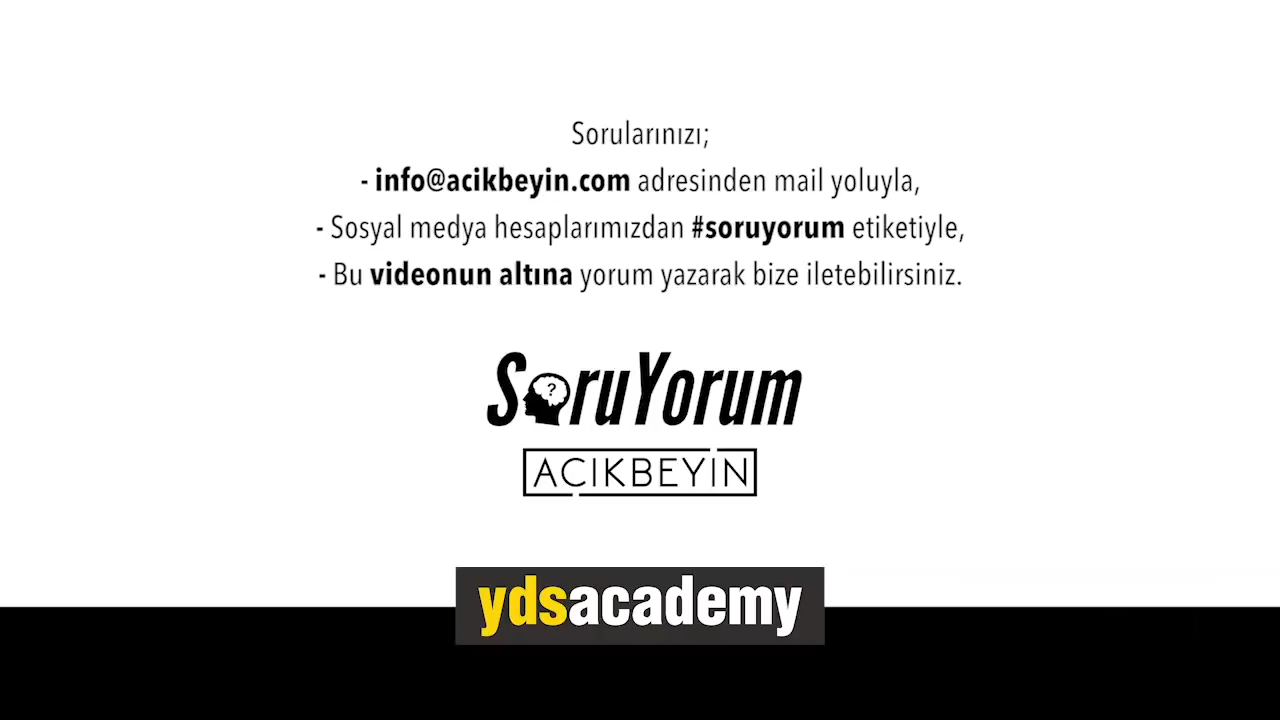 Sorularınızı;
- info@acikbeyin.com adresinden mail yoluyla,
- Sosyal medya hesaplarımızdan #soruyorum etiketiyle,
- Bu videonun altına yorum yazarak bize iletebilirsiniz.
SoruYorum
AÇIKBEYİN
ydsacademy